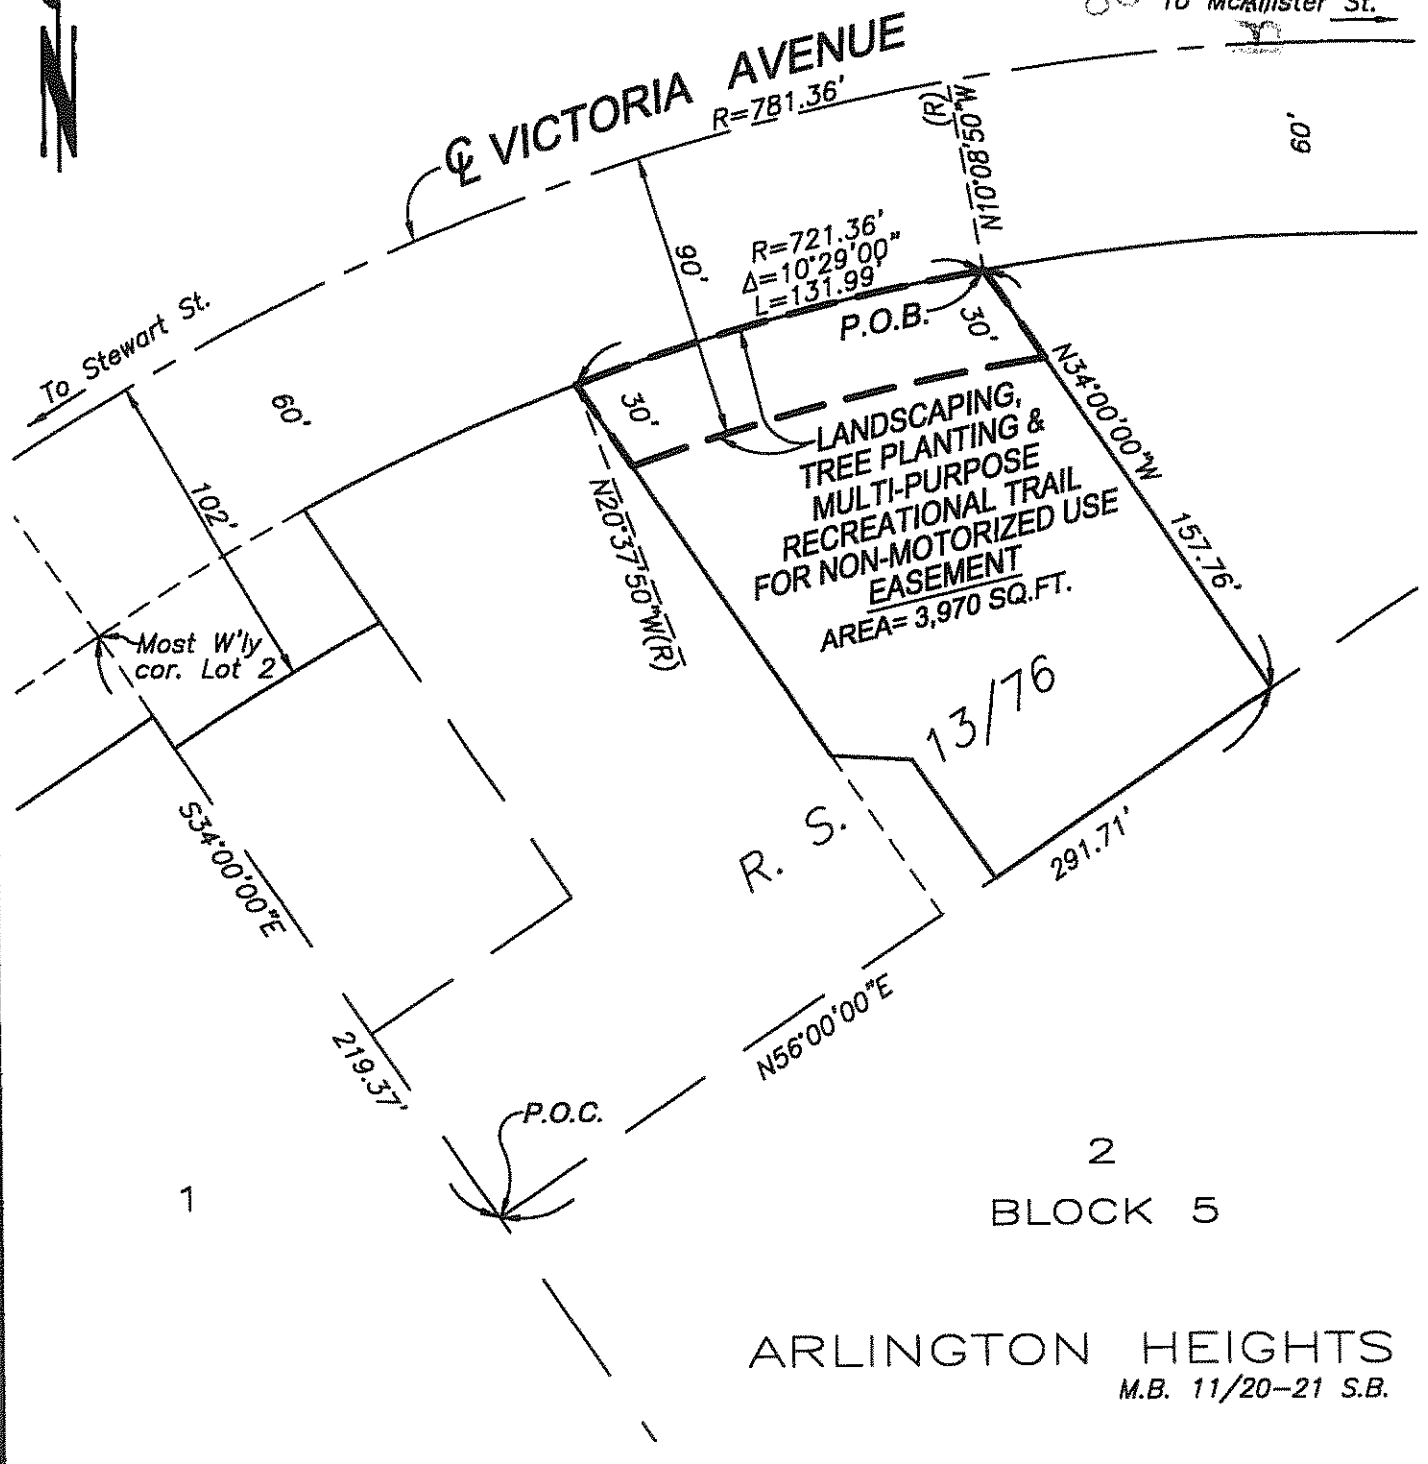 N
To McAllister St.
℄ VICTORIA AVENUE
R=781.36'
N10°08'50"W
(R)
60'
R=721.36'
Δ=10°29'00"
L=131.99'
90'
P.O.B.
30'
To Stewart St.
60'
30'
N34°00'00"W
157.76'
LANDSCAPING,
TREE PLANTING &
MULTI-PURPOSE
RECREATIONAL TRAIL
FOR NON-MOTORIZED USE
EASEMENT
AREA= 3,970 SQ.FT.
102'
N20°37'50"W(R)
Most W'ly
cor. Lot 2
13/76
R. S.
S34°00'00"E
291.71'
219.37'
N56°00'00"E
P.O.C.
1
2
BLOCK 5
ARLINGTON HEIGHTS
M.B. 11/20-21 S.B.